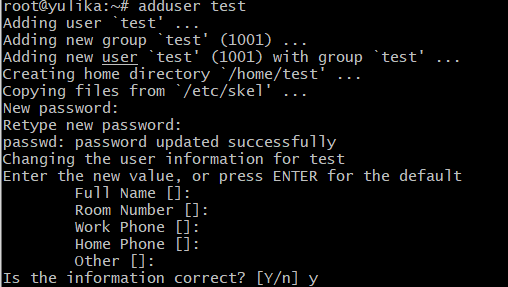 root@yulika:~# adduser test
Adding user `test' ...
Adding new group `test' (1001) ...
Adding new user `test' (1001) with group `test' ...
Creating home directory `/home/test' ...
Copying files from `/etc/skel' ...
New password:
Retype new password:
passwd: password updated successfully
Changing the user information for test
Enter the new value, or press ENTER for the default
Full Name []:
Room Number []:
Work Phone []:
Home Phone []:
Other []:
Is the information correct? [Y/n] y